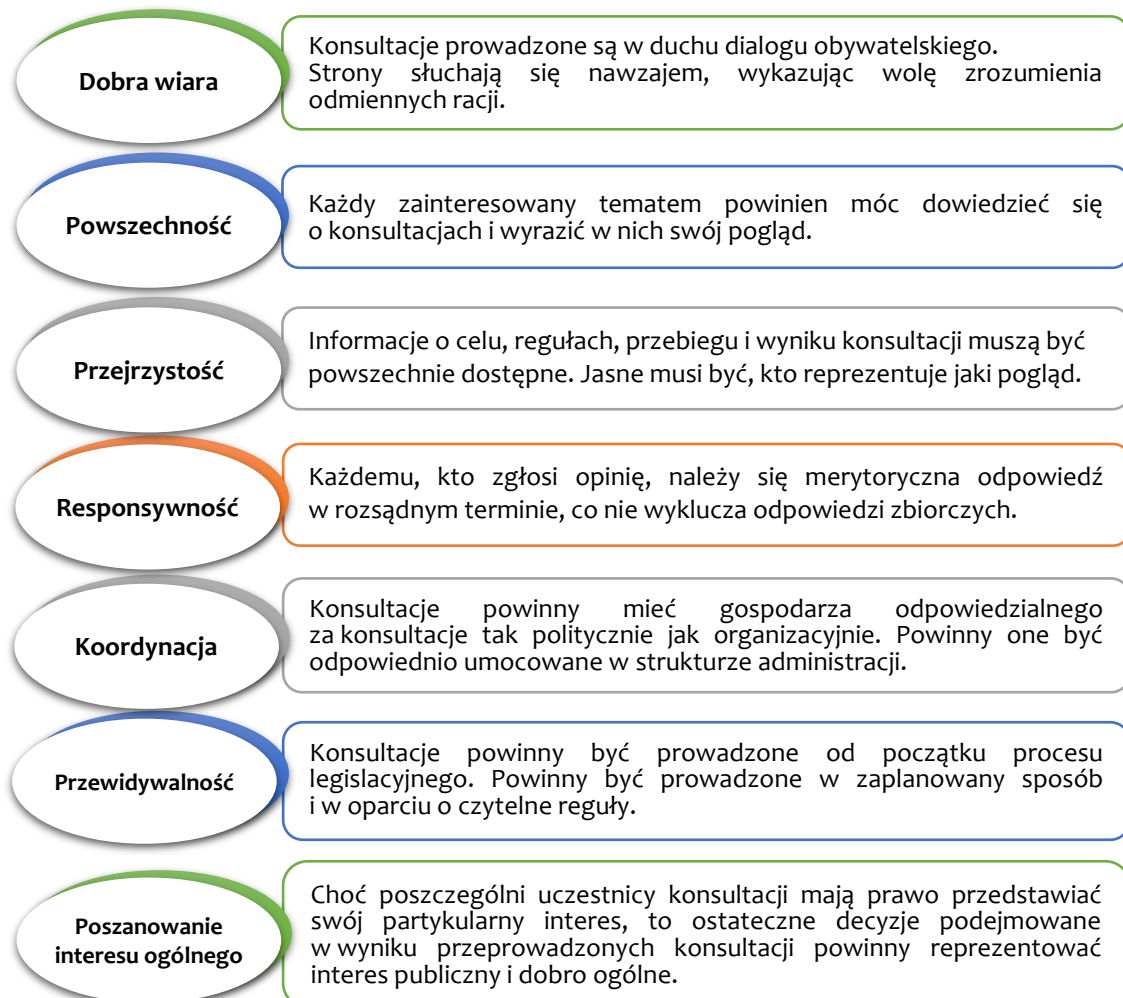 Dobra wiara
Konsultacje prowadzone są w duchu dialogu obywatelskiego.
Strony słuchają się nawzajem, wykazując wolę zrozumienia
odmiennych racji.
Powszechność
Każdy zainteresowany tematem powinien móc dowiedzieć się
o konsultacjach i wyrazić w nich swój pogląd.
Przejrzystość
Informacje o celu, regułach, przebiegu i wyniku konsultacji muszą być
powszechnie dostępne. Jasne musi być, kto reprezentuje jaki pogląd.
Responsywność
Każdemu, kto zgłosi opinię, należy się merytoryczna odpowiedź
w rozsądnym terminie, co nie wyklucza odpowiedzi zbiorczych.
Koordynacja
Konsultacje powinny mieć gospodarza odpowiedzialnego
za konsultacje tak politycznie jak organizacyjnie. Powinny one być
odpowiednio umocowane w strukturze administracji.
Przewidywalność
Konsultacje powinny być prowadzone od początku procesu
legislacyjnego. Powinny być prowadzone w zaplanowany sposób
i w oparciu o czytelne reguły.
Poszanowanie
interesu ogólnego
Choć poszczególni uczestnicy konsultacji mają prawo przedstawiać
swój partykularny interes, to ostateczne decyzje podejmowane
w wyniku przeprowadzonych konsultacji powinny reprezentować
interes publiczny i dobro ogólne.